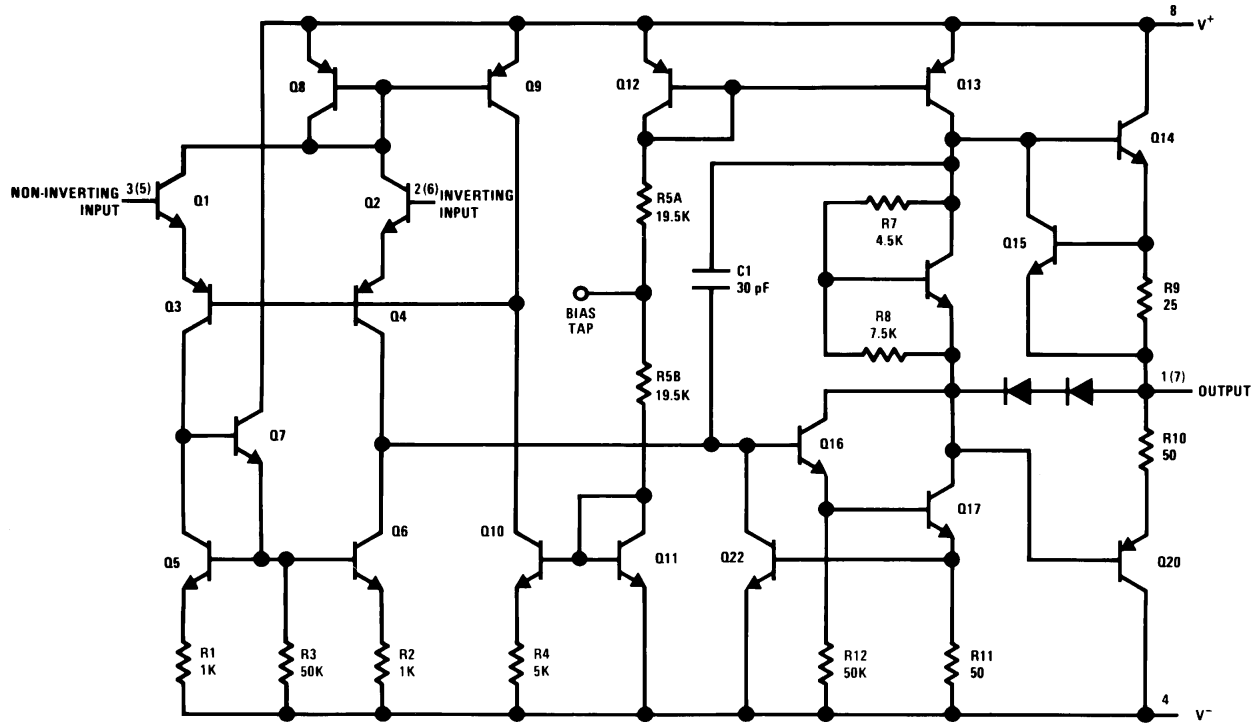 8
V+
Q8
Q9
Q12
Q13
Q14
NON-INVERTING
INPUT
3(5)
Q1
Q2
2(6)
INVERTING
INPUT
R5A
19.5K
R7
4.5K
Q15
C1
30 pF
BIAS
TAP
Q3
Q4
R9
25
R8
7.5K
R5B
19.5K
1(7)
OUTPUT
Q7
Q16
R10
50
Q17
Q5
Q6
Q10
Q11
Q22
Q20
R1
1K
R3
50K
R2
1K
R4
5K
R12
50K
R11
50
4
V-